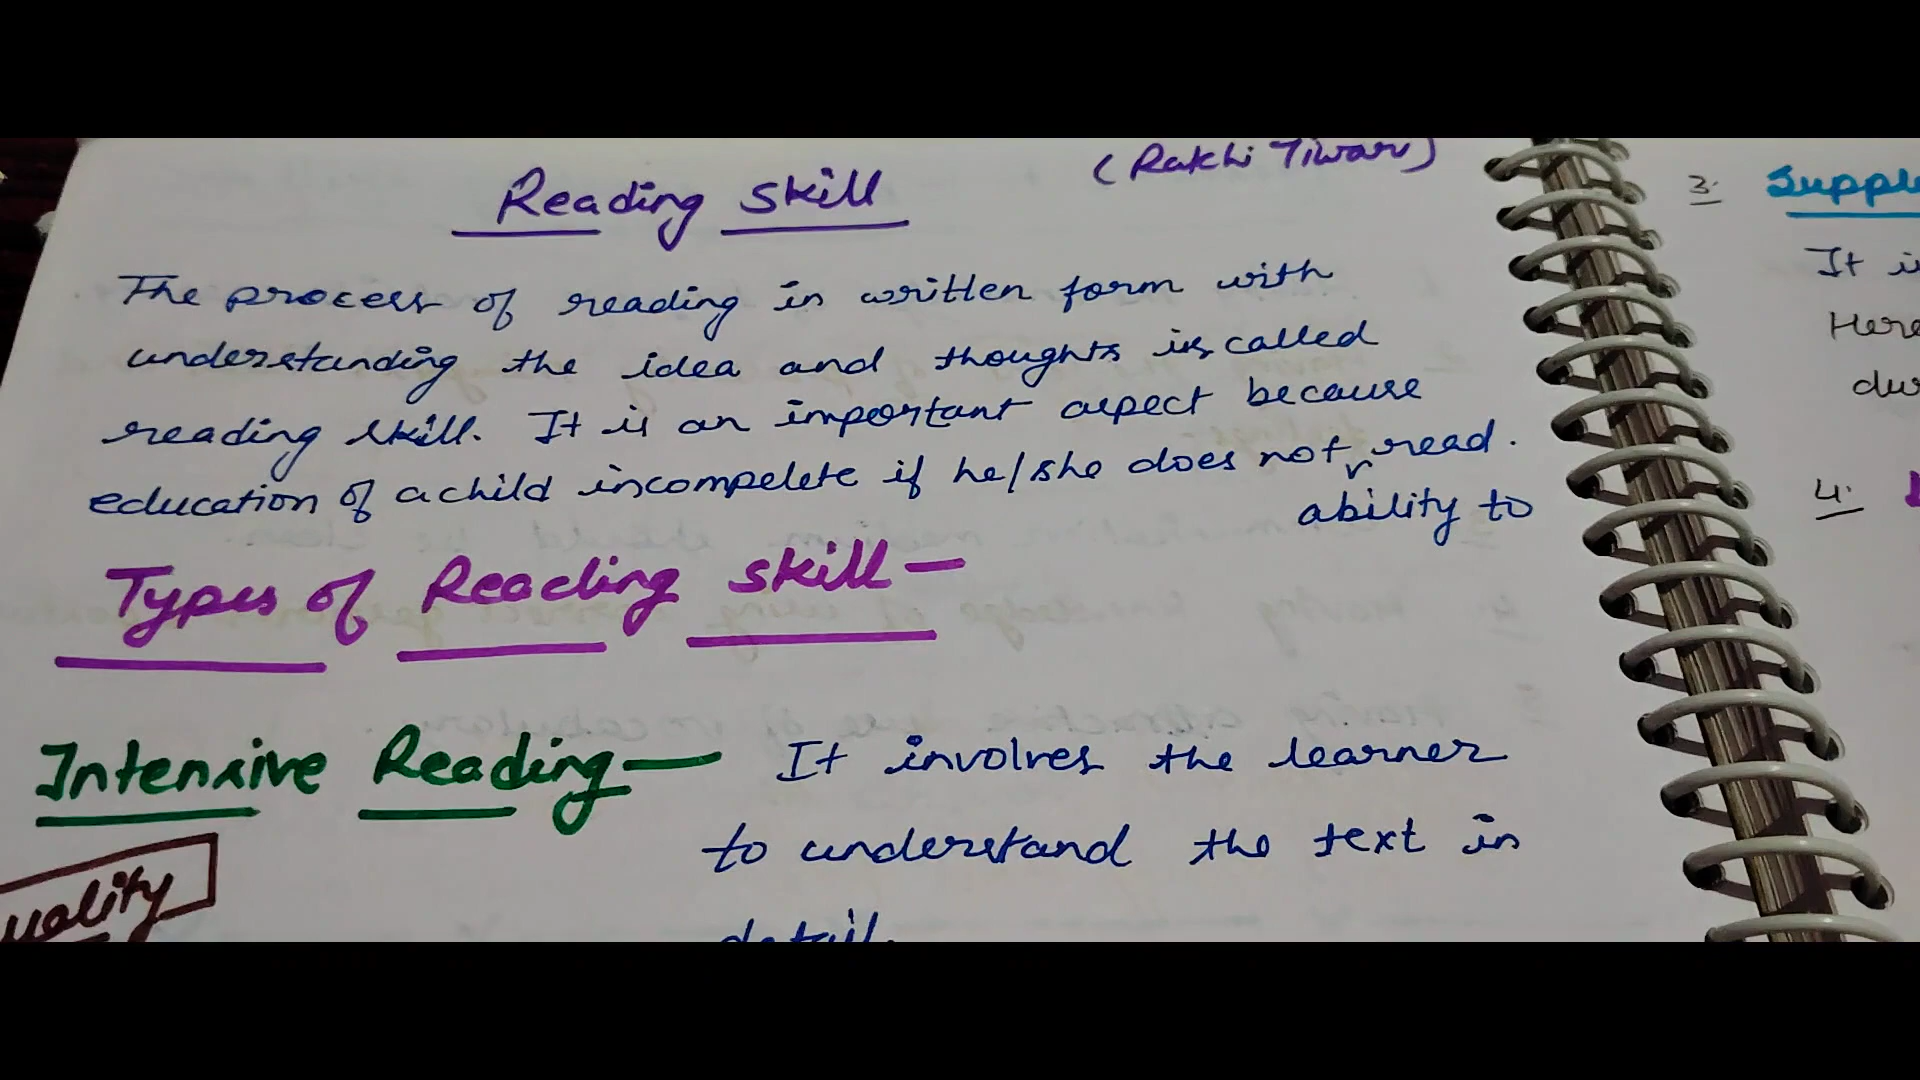 Reading skill
(Rakhi Tiwari)
The process of reading in written form with
understanding the idea and thoughts is called
reading skill. It is an important aspect because
education of a child incompelete if he/she does not read.
ability to
Types of Reading skill-
Intensive Reading- It involves the learner
to understand the text in
detail.
3.
It
Here
4.